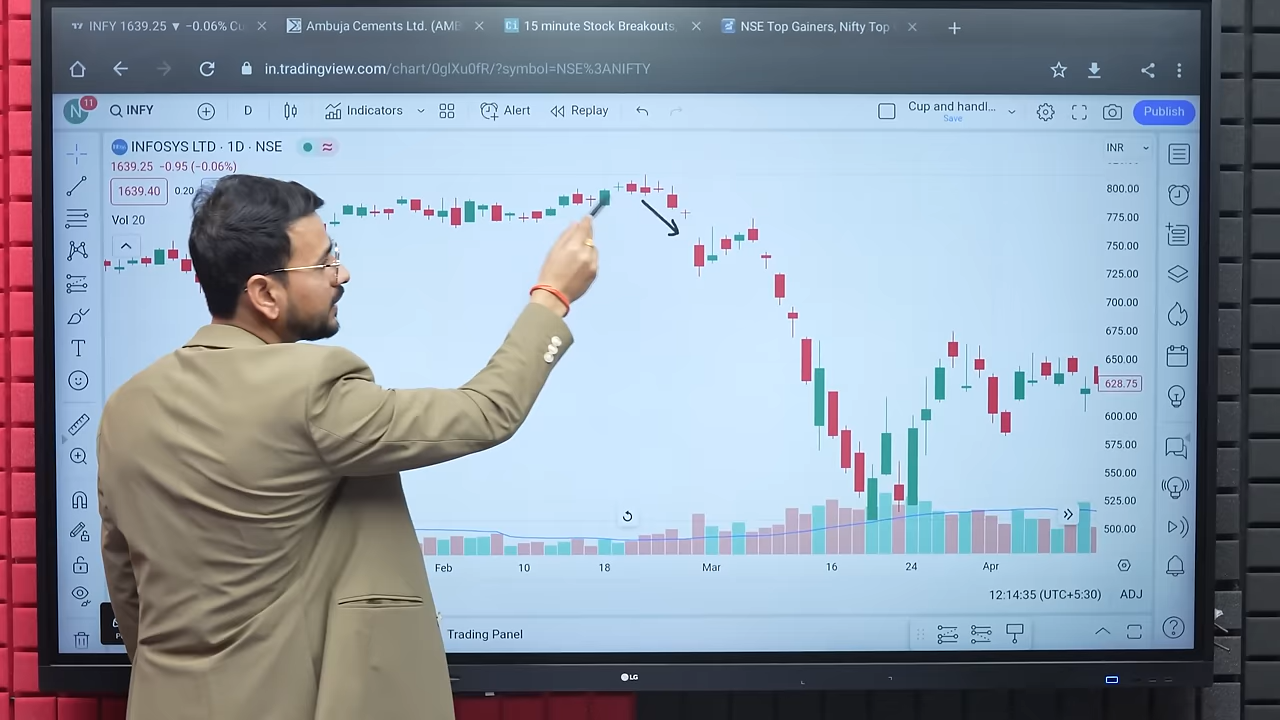 INFY 1639.25 ▼ −0.06% Cu
Ambuja Cements Ltd. (AMB
15 minute Stock Breakouts,
NSE Top Gainers, Nifty Top
in.tradingview.com/chart/0glXu0fR/?symbol=NSE%3ANIFTY
N 11 INFY D Indicators Alert Replay Cup and handl... Publish
Save
INFOSYS LTD · 1D · NSE
INR
1639.25 −0.95 (−0.06%)
1639.40 0.20
Vol 20
800.00
775.00
750.00
725.00
700.00
675.00
650.00
628.75
600.00
575.00
550.00
525.00
500.00
Feb 10 18 Mar 16 24 Apr
12:14:35 (UTC+5:30) ADJ
Trading Panel
LG